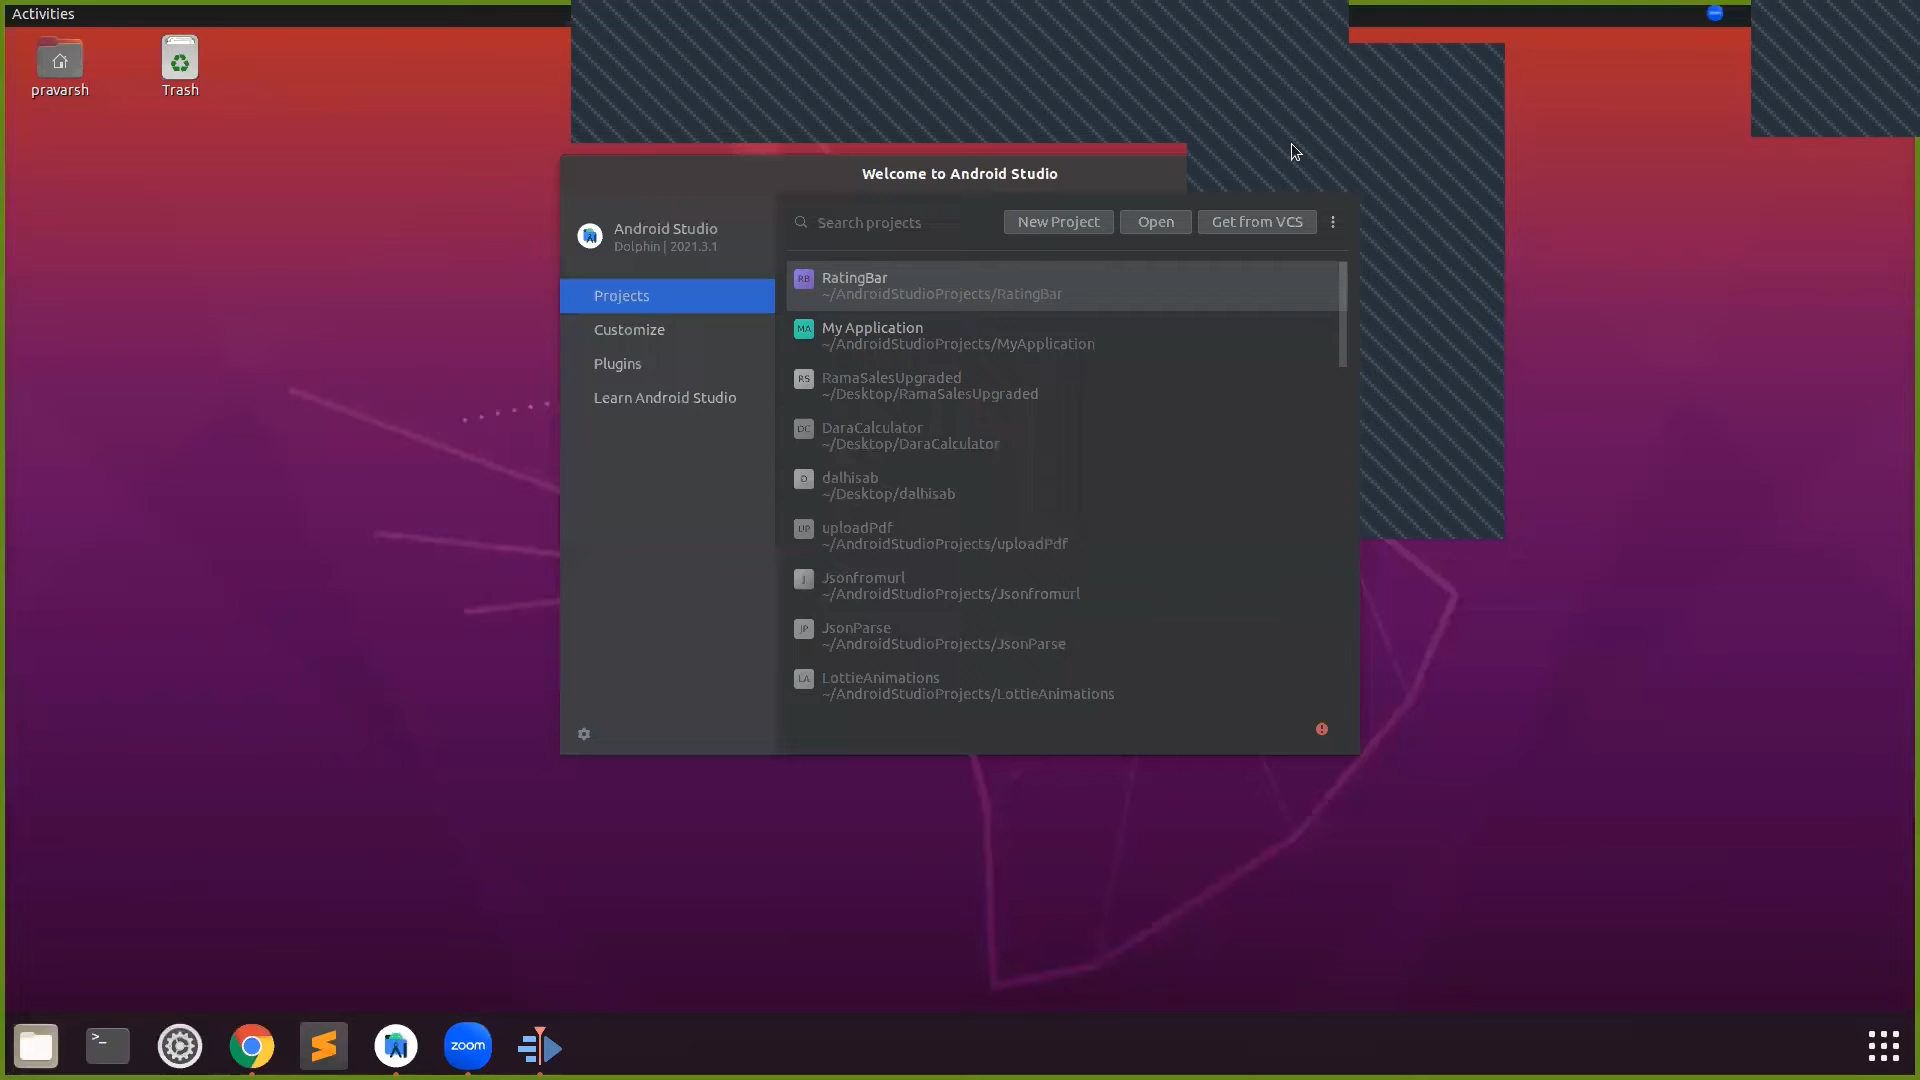 Activities
pravarsh
Trash
Welcome to Android Studio
Android Studio
Dolphin | 2021.3.1
Search projects
New Project
Open
Get from VCS
Projects
Customize
Plugins
Learn Android Studio
RB
RatingBar
~/AndroidStudioProjects/RatingBar
MA
My Application
~/AndroidStudioProjects/MyApplication
RS
RamaSalesUpgraded
~/Desktop/RamaSalesUpgraded
DC
DaraCalculator
~/Desktop/DaraCalculator
D
dalhisab
~/Desktop/dalhisab
UP
uploadPdf
~/AndroidStudioProjects/uploadPdf
J
Jsonfromurl
~/AndroidStudioProjects/Jsonfromurl
JP
JsonParse
~/AndroidStudioProjects/JsonParse
LA
LottieAnimations
~/AndroidStudioProjects/LottieAnimations
>_
zoom